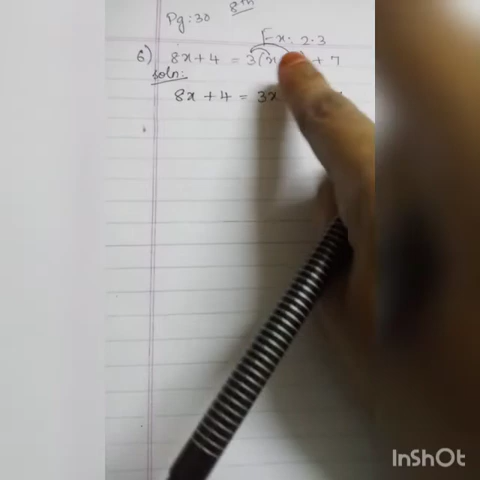 8th
Pg:30
Ex: 2.3
6) 8x+4 = 3(x + 7
Soln:
8x +4 = 3x
InShOt